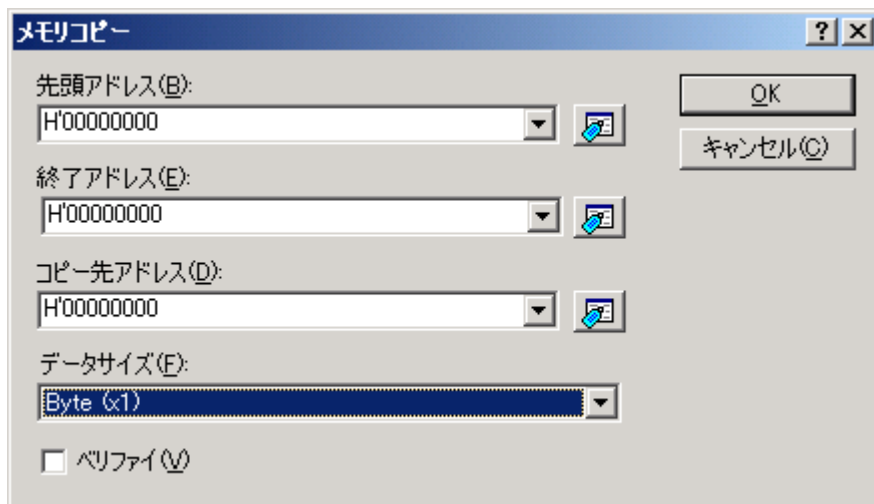 メモリコピー
先頭アドレス(B):
H'00000000
OK
キャンセル(C)
終了アドレス(E):
H'00000000
コピー先アドレス(D):
H'00000000
データサイズ(F):
Byte (x1)
ベリファイ(V)